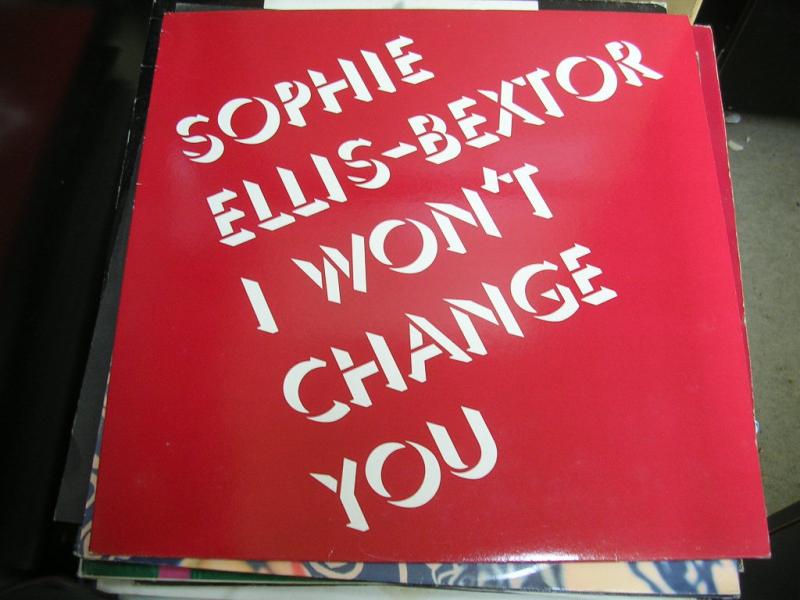 SOPHIE
ELLIS-BEXTOR
I WON'T
CHANGE
YOU